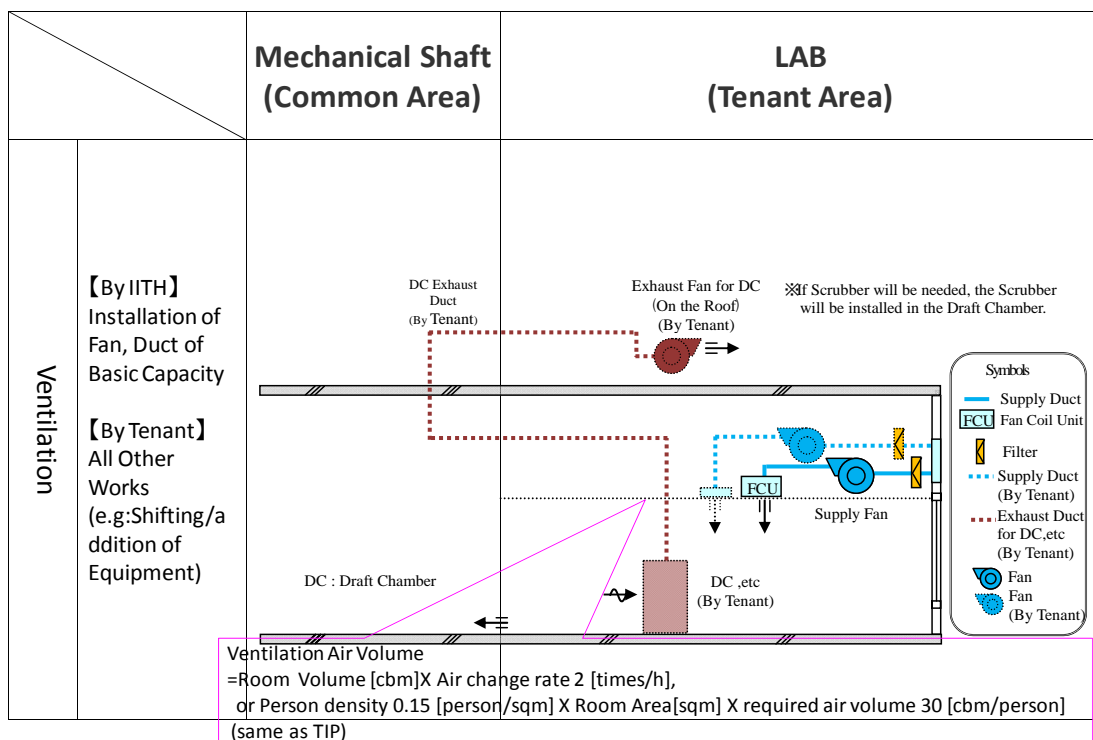 Mechanical Shaft
(Common Area)
LAB
(Tenant Area)
Ventilation
【By IITH】
Installation of
Fan, Duct of
Basic Capacity
【By Tenant】
All Other
Works
(e.g:Shifting/a
ddition of
Equipment)
DC Exhaust
Duct
(By Tenant)
Exhaust Fan for DC
(On the Roof)
(By Tenant)
※If Scrubber will be needed, the Scrubber
will be installed in the Draft Chamber.
FCU
Supply Fan
DC : Draft Chamber
DC ,etc
(By Tenant)
Symbols
Supply Duct
FCU Fan Coil Unit
Filter
Supply Duct
(By Tenant)
Exhaust Duct
for DC,etc
(By Tenant)
Fan
Fan
(By Tenant)
Ventilation Air Volume
=Room Volume [cbm]X Air change rate 2 [times/h],
or Person density 0.15 [person/sqm] X Room Area[sqm] X required air volume 30 [cbm/person]
(same as TIP)